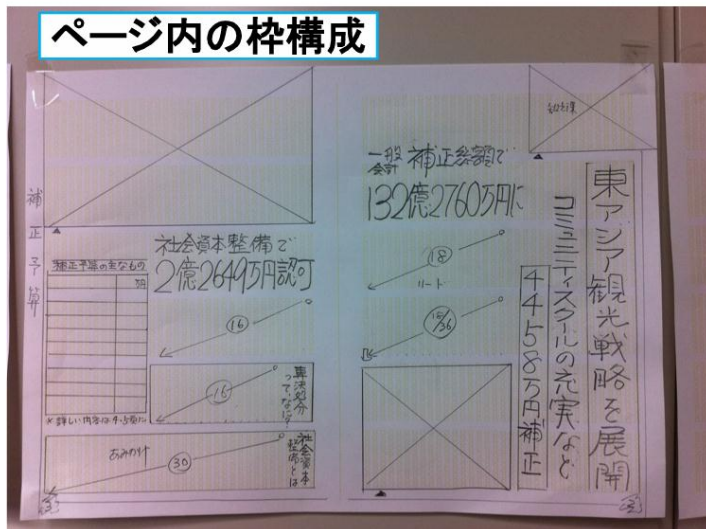 ページ内の枠構成
東アジア観光戦略を展開
コミュニティスクールの充実など
4458万円補正
一般会計 補正総額で
132億2760万円に
18
リード
社会資本整備で
2億2649万円認可
16
専決処分
って、なに?
15
社会資本
整備とは
あみかけ
30
補正予算
補正予算の主なもの